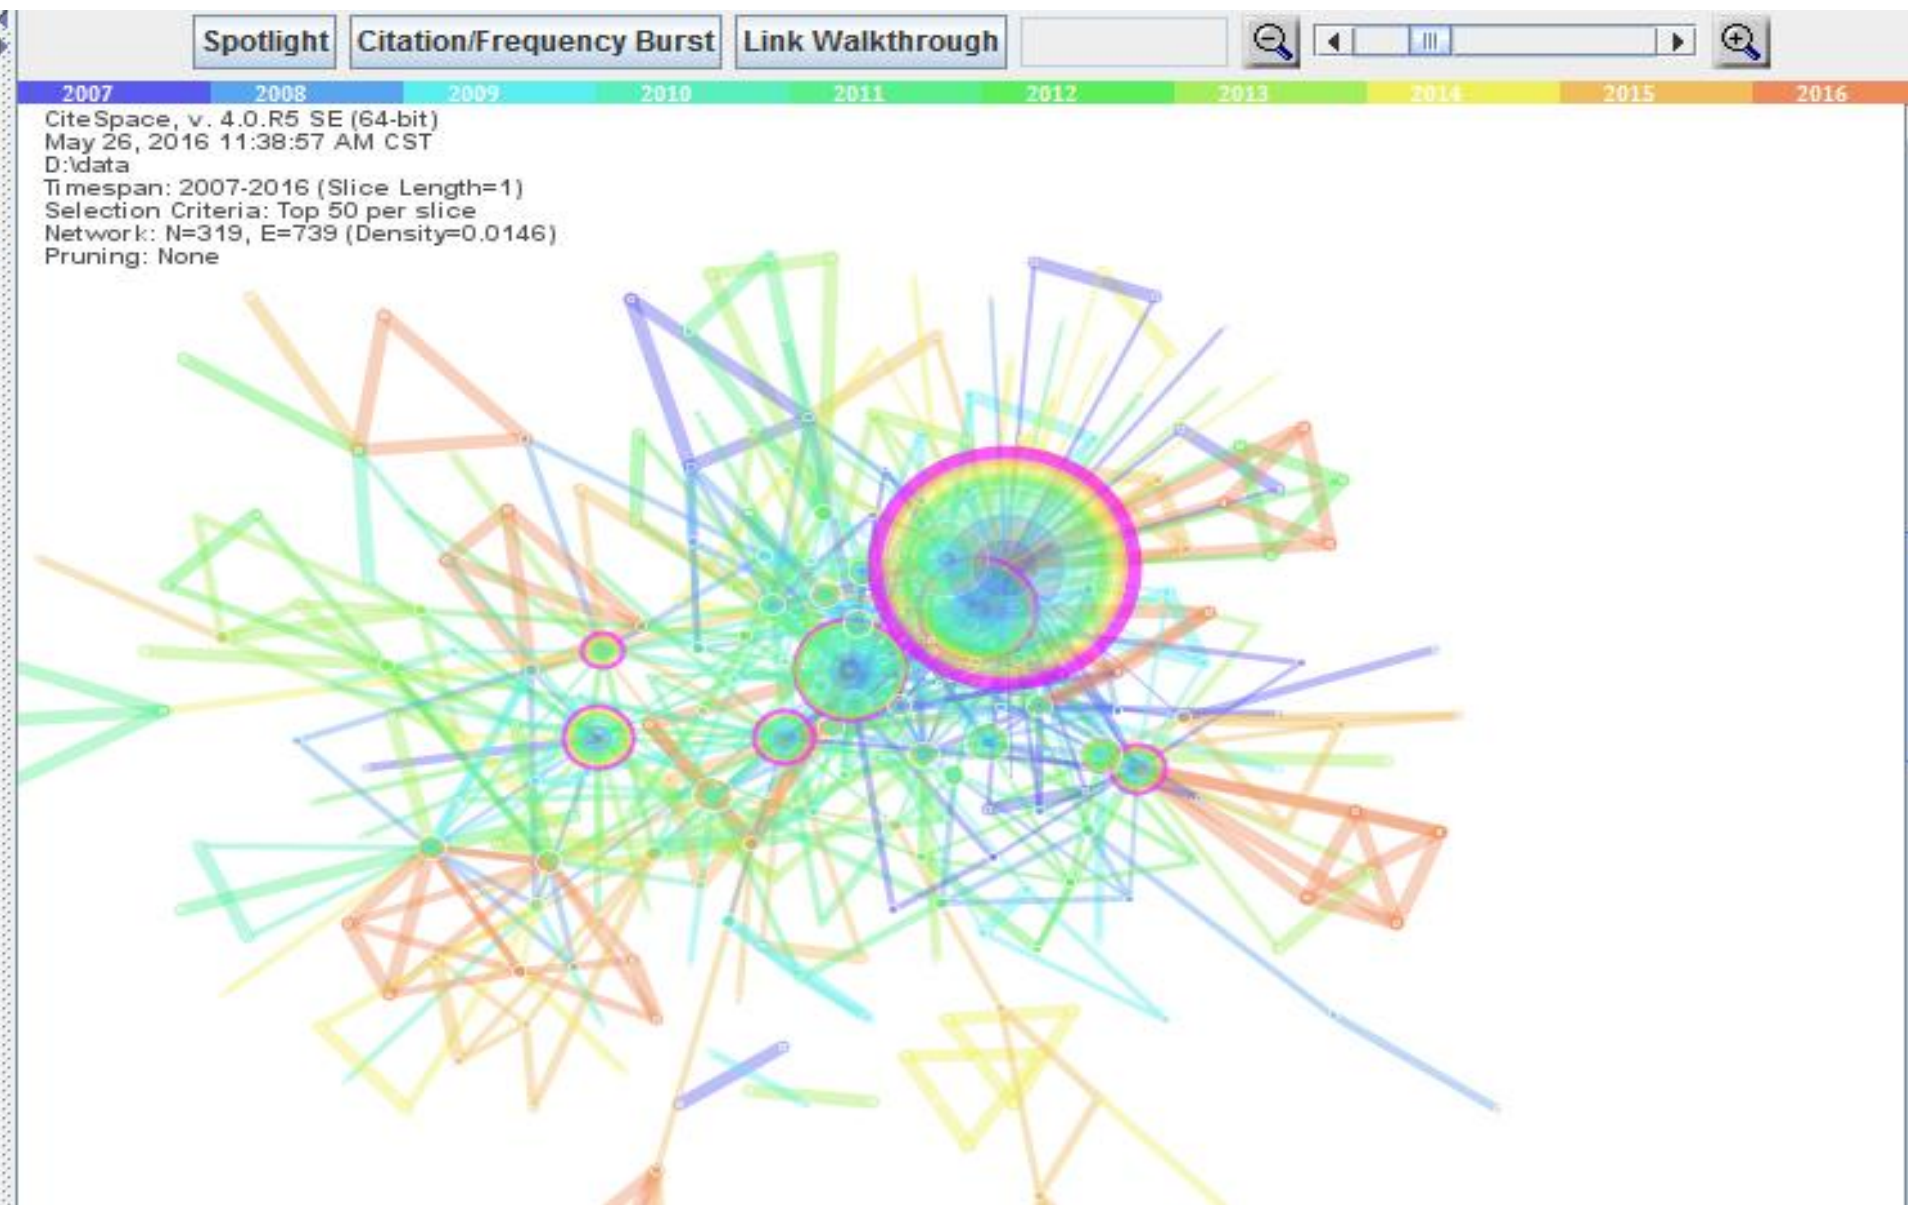 Spotlight Citation/Frequency Burst Link Walkthrough
2007 2008 2009 2010 2011 2012 2013 2014 2015 2016
CiteSpace, v. 4.0.R5 SE (64-bit)
May 26, 2016 11:38:57 AM CST
D:\data
Timespan: 2007-2016 (Slice Length=1)
Selection Criteria: Top 50 per slice
Network: N=319, E=739 (Density=0.0146)
Pruning: None